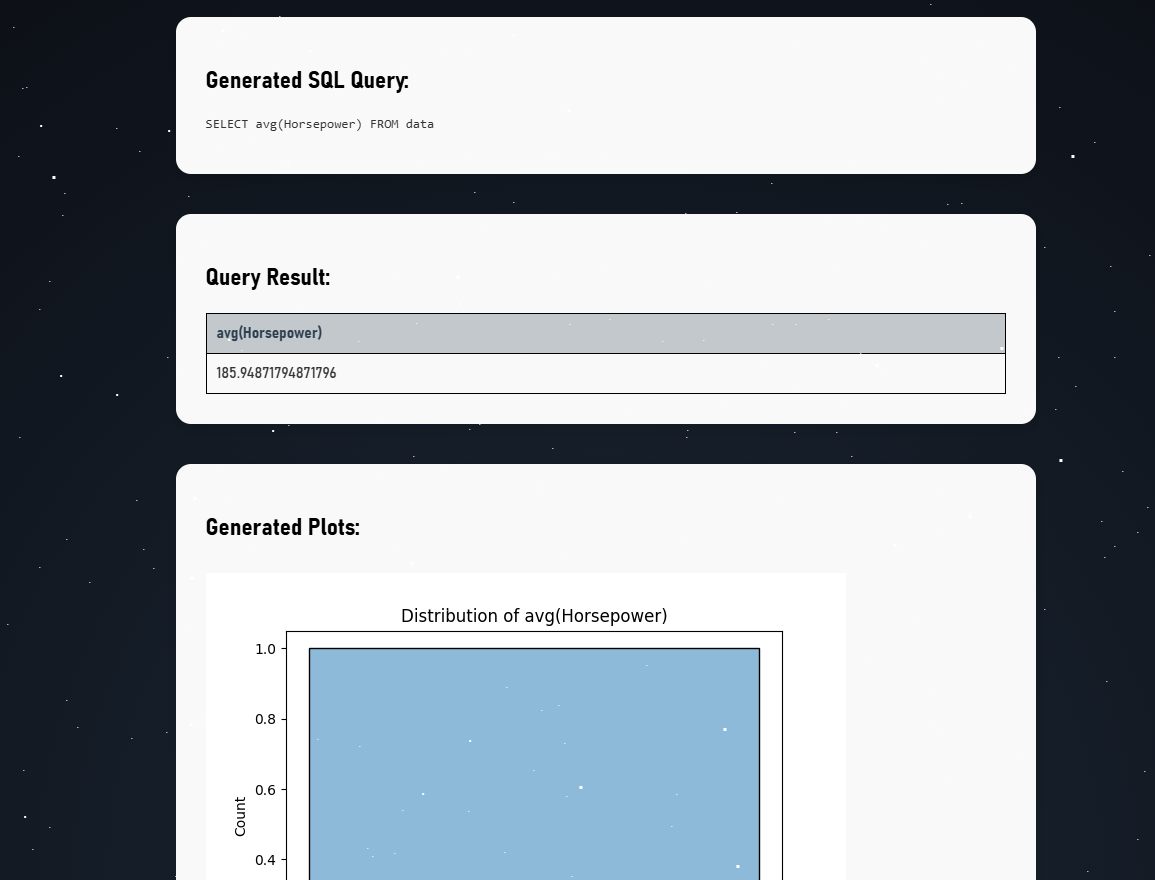 Generated SQL Query:
SELECT avg(Horsepower) FROM data
Query Result:
avg(Horsepower)
185.94871794871796
Generated Plots:
Distribution of avg(Horsepower)
1.0
0.8
0.6
Count
0.4